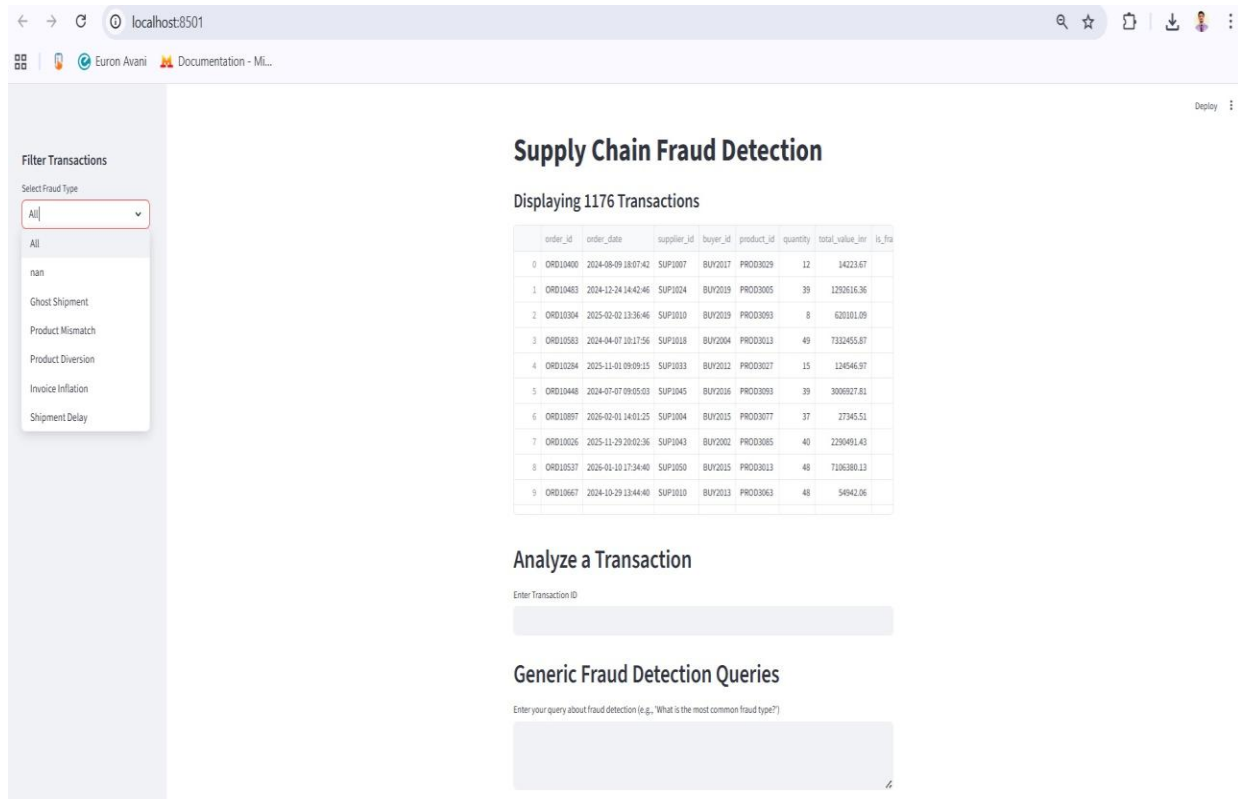 localhost:8501
Euron Avani Documentation - Mi...
Deploy
Filter Transactions
Select Fraud Type
All
All
nan
Ghost Shipment
Product Mismatch
Product Diversion
Invoice Inflation
Shipment Delay
Supply Chain Fraud Detection
Displaying 1176 Transactions
order_id order_date supplier_id buyer_id product_id quantity total_value_inr is_fra
0 ORD10400 2024-08-09 18:07:42 SUP1007 BUY2017 PROD3029 12 14223.67
1 ORD10483 2024-12-24 14:42:46 SUP1024 BUY2019 PROD3005 39 1292616.36
2 ORD10304 2025-02-02 13:36:46 SUP1010 BUY2019 PROD3093 8 620101.09
3 ORD10583 2024-04-07 10:17:56 SUP1018 BUY2004 PROD3013 49 7332455.87
4 ORD10284 2025-11-01 09:09:15 SUP1033 BUY2012 PROD3027 15 124546.97
5 ORD10448 2024-07-07 09:05:03 SUP1045 BUY2016 PROD3093 39 3006927.81
6 ORD10897 2026-02-01 14:01:25 SUP1004 BUY2015 PROD3077 37 27345.51
7 ORD10026 2025-11-29 20:02:36 SUP1043 BUY2002 PROD3085 40 2290491.43
8 ORD10537 2026-01-10 17:34:40 SUP1050 BUY2015 PROD3013 48 7106380.13
9 ORD10667 2024-10-29 13:44:40 SUP1010 BUY2013 PROD3063 48 54942.06
Analyze a Transaction
Enter Transaction ID
Generic Fraud Detection Queries
Enter your query about fraud detection (e.g., 'What is the most common fraud type?')